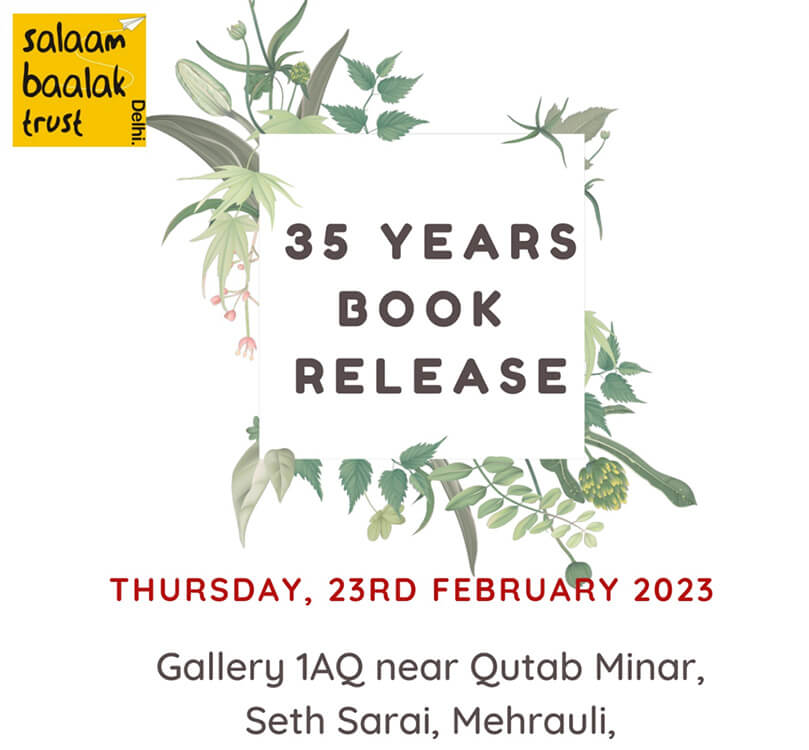 salaam
baalak
trust
Delhi.
35 YEARS
BOOK
RELEASE
THURSDAY, 23RD FEBRUARY 2023
Gallery 1AQ near Qutab Minar,
Seth Sarai, Mehrauli,